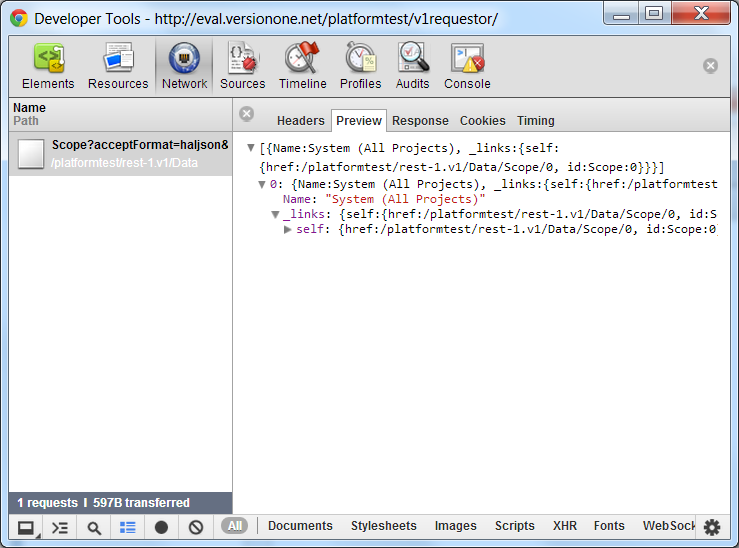 Developer Tools - http://eval.versionone.net/platformtest/v1requestor/
Elements Resources Network Sources Timeline Profiles Audits Console
Name
Path
Headers Preview Response Cookies Timing
Scope?acceptFormat=haljson&
/platformtest/rest-1.v1/Data
[{Name:System (All Projects), _links:{self:
{href:/platformtest/rest-1.v1/Data/Scope/0, id:Scope:0}}}]
0: {Name:System (All Projects), _links:{self:{href:/platformtest
Name: "System (All Projects)"
_links: {self:{href:/platformtest/rest-1.v1/Data/Scope/0, id:S
self: {href:/platformtest/rest-1.v1/Data/Scope/0, id:Scope:0
1 requests ❙ 597B transferred
All Documents Stylesheets Images Scripts XHR Fonts WebSock